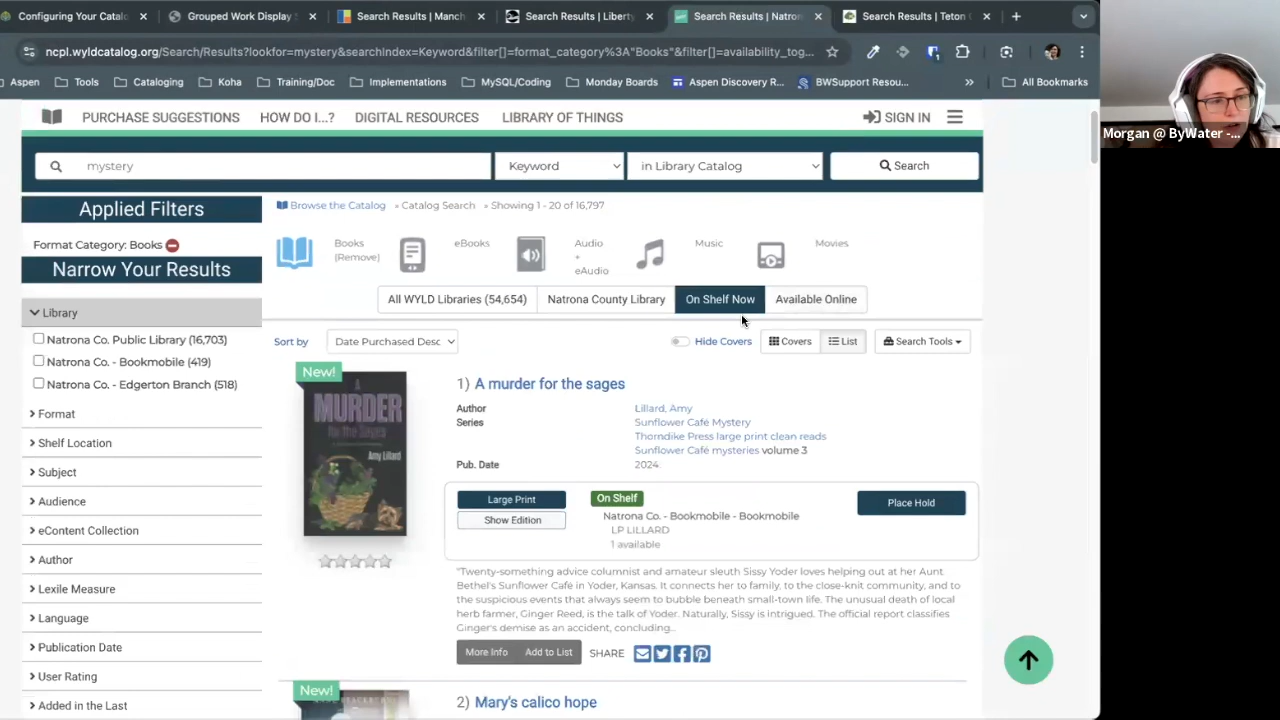 Configuring Your Catal
Grouped Work Display
Search Results | Manch
Search Results | Liberty
Search Results | Natron
Search Results | Teton
ncpl.wyldcatalog.org/Search/Results?lookfor=mystery&searchIndex=Keyword&filter[]=format_category%3A"Books"&filter[]=availability_tog...
Aspen
Tools
Cataloging
Koha
Training/Doc
Implementations
MySQL/Coding
Monday Boards
Aspen Discovery R...
BWSupport Resou...
»
All Bookmarks
Morgan @ ByWater -...
PURCHASE SUGGESTIONS
HOW DO I...?
DIGITAL RESOURCES
LIBRARY OF THINGS
SIGN IN
mystery
Keyword
in Library Catalog
Search
Applied Filters
Format Category: Books
Narrow Your Results
Library
Natrona Co. Public Library (16,703)
Natrona Co. - Bookmobile (419)
Natrona Co. - Edgerton Branch (518)
Format
Shelf Location
Subject
Audience
eContent Collection
Author
Lexile Measure
Language
Publication Date
User Rating
Added in the Last
Browse the Catalog » Catalog Search » Showing 1 - 20 of 16,797
Books
(Remove)
eBooks
Audio
+
eAudio
Music
Movies
All WYLD Libraries (54,654)
Natrona County Library
On Shelf Now
Available Online
Sort by
Date Purchased Desc
Hide Covers
Covers
List
Search Tools
New!
MURDER
for the SAGES
Amy Lillard
1) A murder for the sages
Author
Lillard, Amy
Series
Sunflower Café Mystery
Thorndike Press large print clean reads
Sunflower Café mysteries volume 3
Pub. Date
2024.
Large Print
Show Edition
On Shelf
Natrona Co. - Bookmobile - Bookmobile
LP LILLARD
1 available
Place Hold
"Twenty-something advice columnist and amateur sleuth Sissy Yoder loves helping out at her Aunt
Bethel's Sunflower Café in Yoder, Kansas. It connects her to family, to the close-knit community, and to
the suspicious events that always seem to bubble beneath small-town life. The unusual death of local
herb farmer, Ginger Reed, is the talk of Yoder. Naturally, Sissy is intrigued. The official report classifies
Ginger's demise as an accident, concluding...
More Info
Add to List
SHARE
New!
2) Mary's calico hope